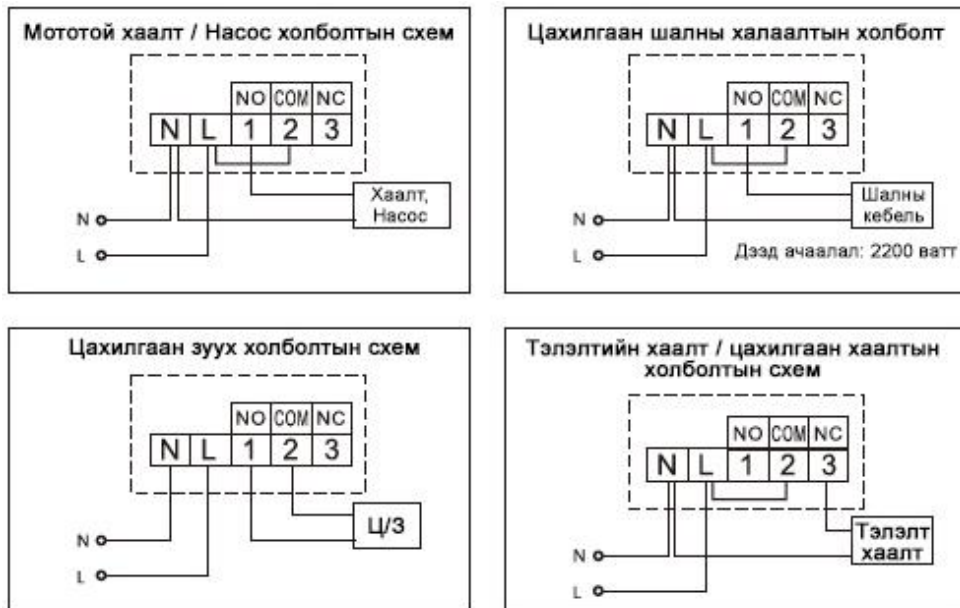 Мототой хаалт / Насос холболтын схем
NO COM NC
N L 1 2 3
Хаалт,
Насос
N
L
Цахилгаан шалны халаалтын холболт
NO COM NC
N L 1 2 3
Шалны
кебель
N
L
Дээд ачаалал: 2200 ватт
Цахилгаан зуух холболтын схем
NO COM NC
N L 1 2 3
Ц/З
N
L
Тэлэлтийн хаалт / цахилгаан хаалтын
холболтын схем
NO COM NC
N L 1 2 3
Тэлэлт
хаалт
N
L